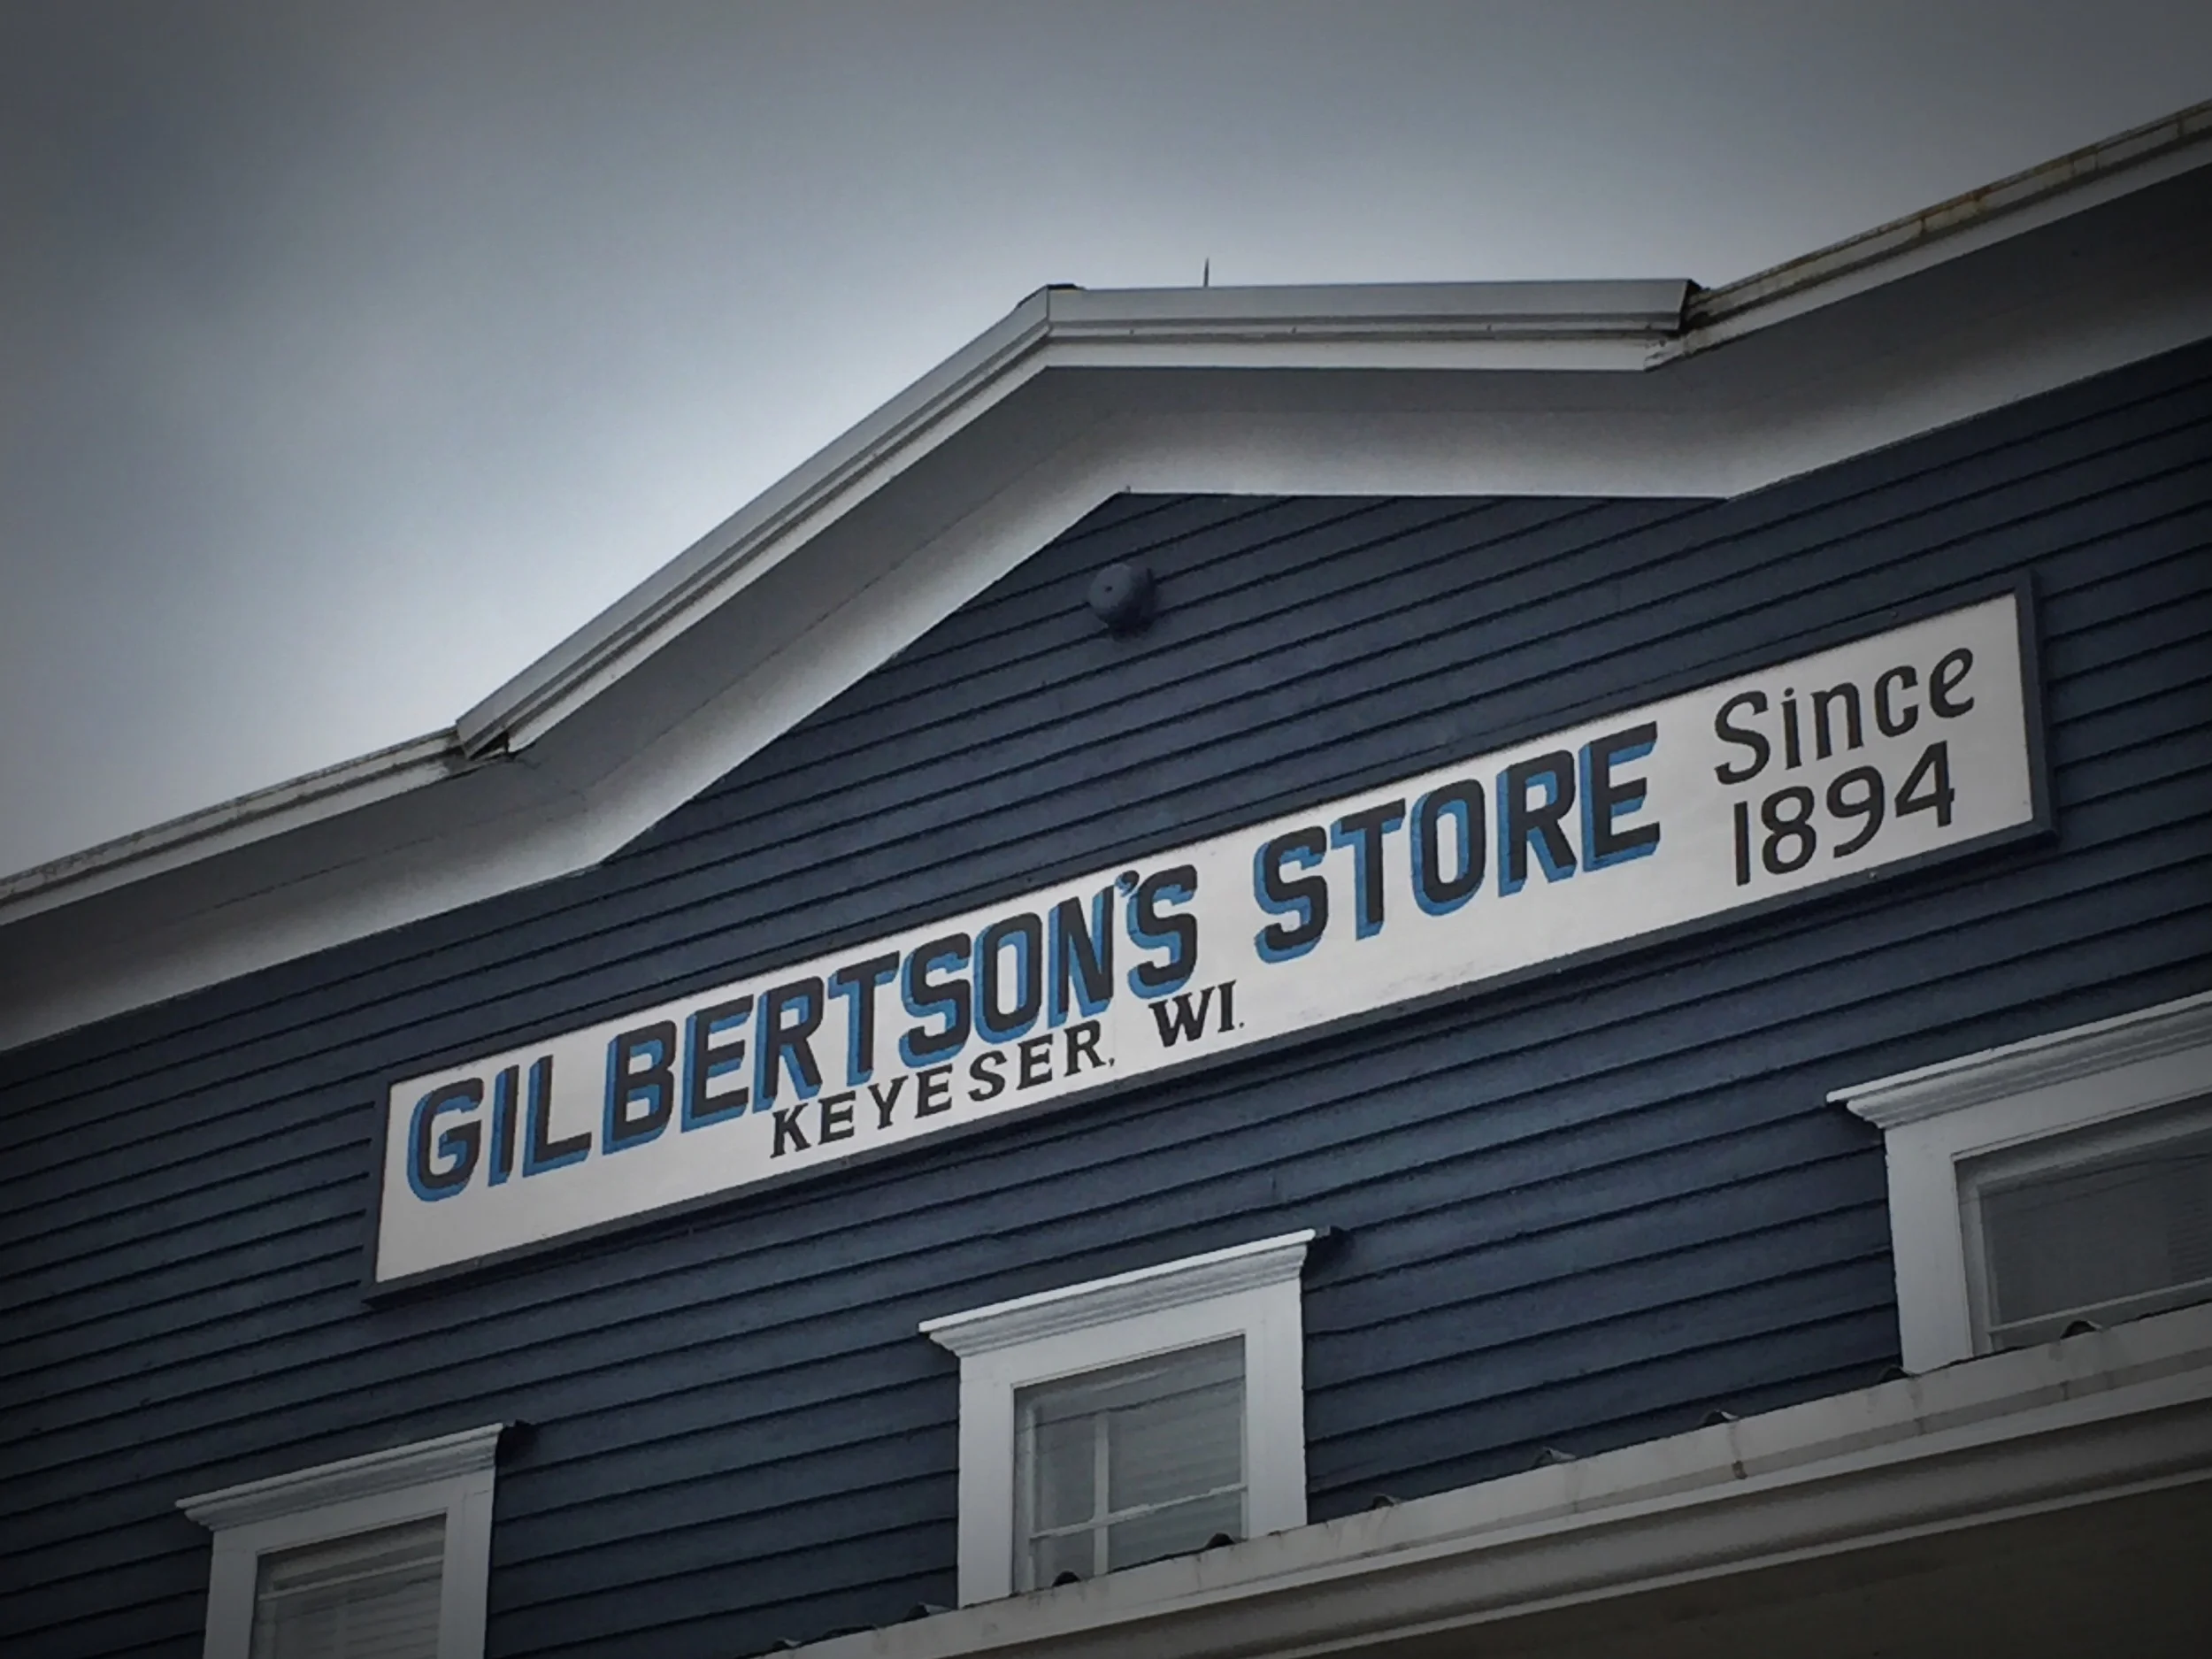 GILBERTSON'S STORE
KEYESER, WI.
Since
1894